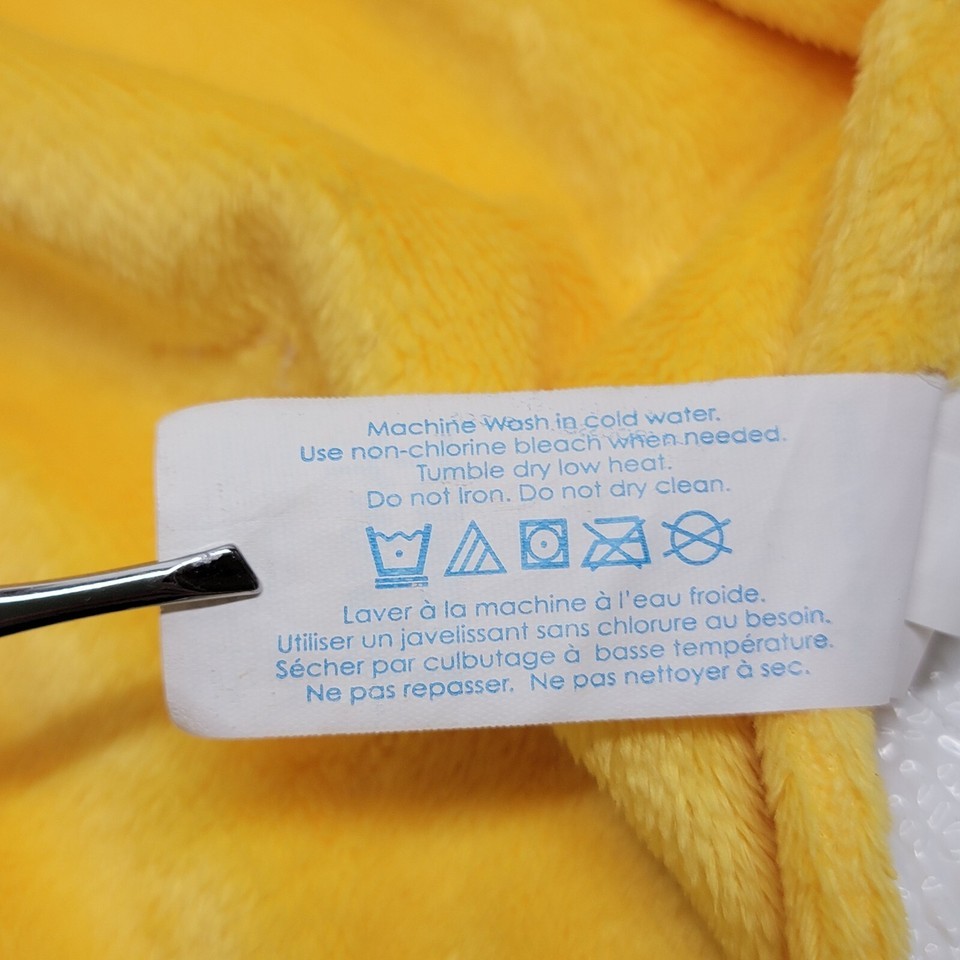 Machine Wash in cold water.
Use non-chlorine bleach when needed.
Tumble dry low heat.
Do not Iron. Do not dry clean.
Laver à la machine à l'eau froide.
Utiliser un javelissant sans chlorure au besoin.
Sécher par culbutage à basse température.
Ne pas repasser. Ne pas nettoyer à sec.